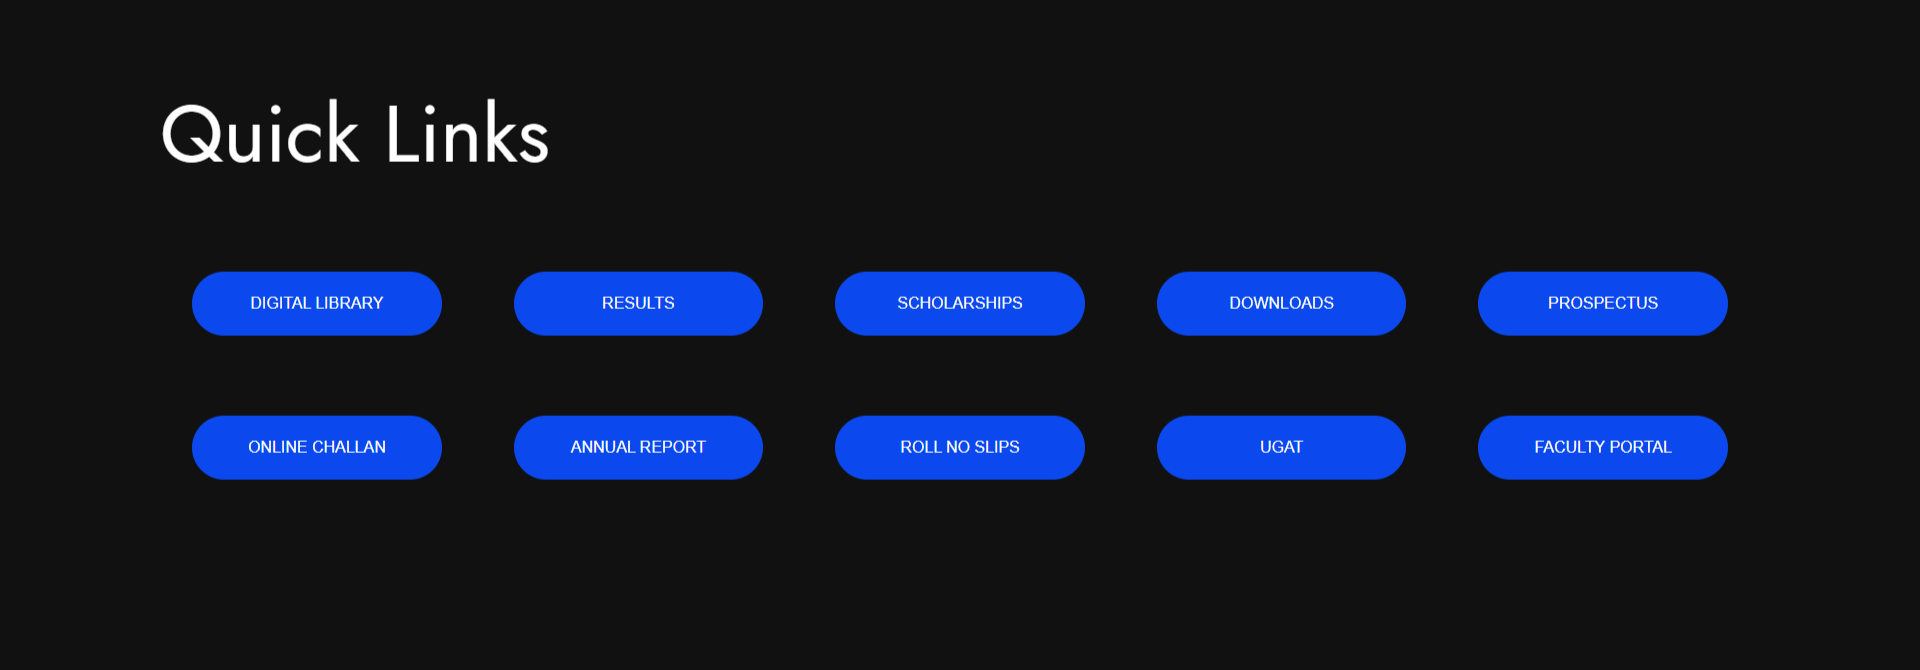 Quick Links
DIGITAL LIBRARY
RESULTS
SCHOLARSHIPS
DOWNLOADS
PROSPECTUS
ONLINE CHALLAN
ANNUAL REPORT
ROLL NO SLIPS
UGAT
FACULTY PORTAL